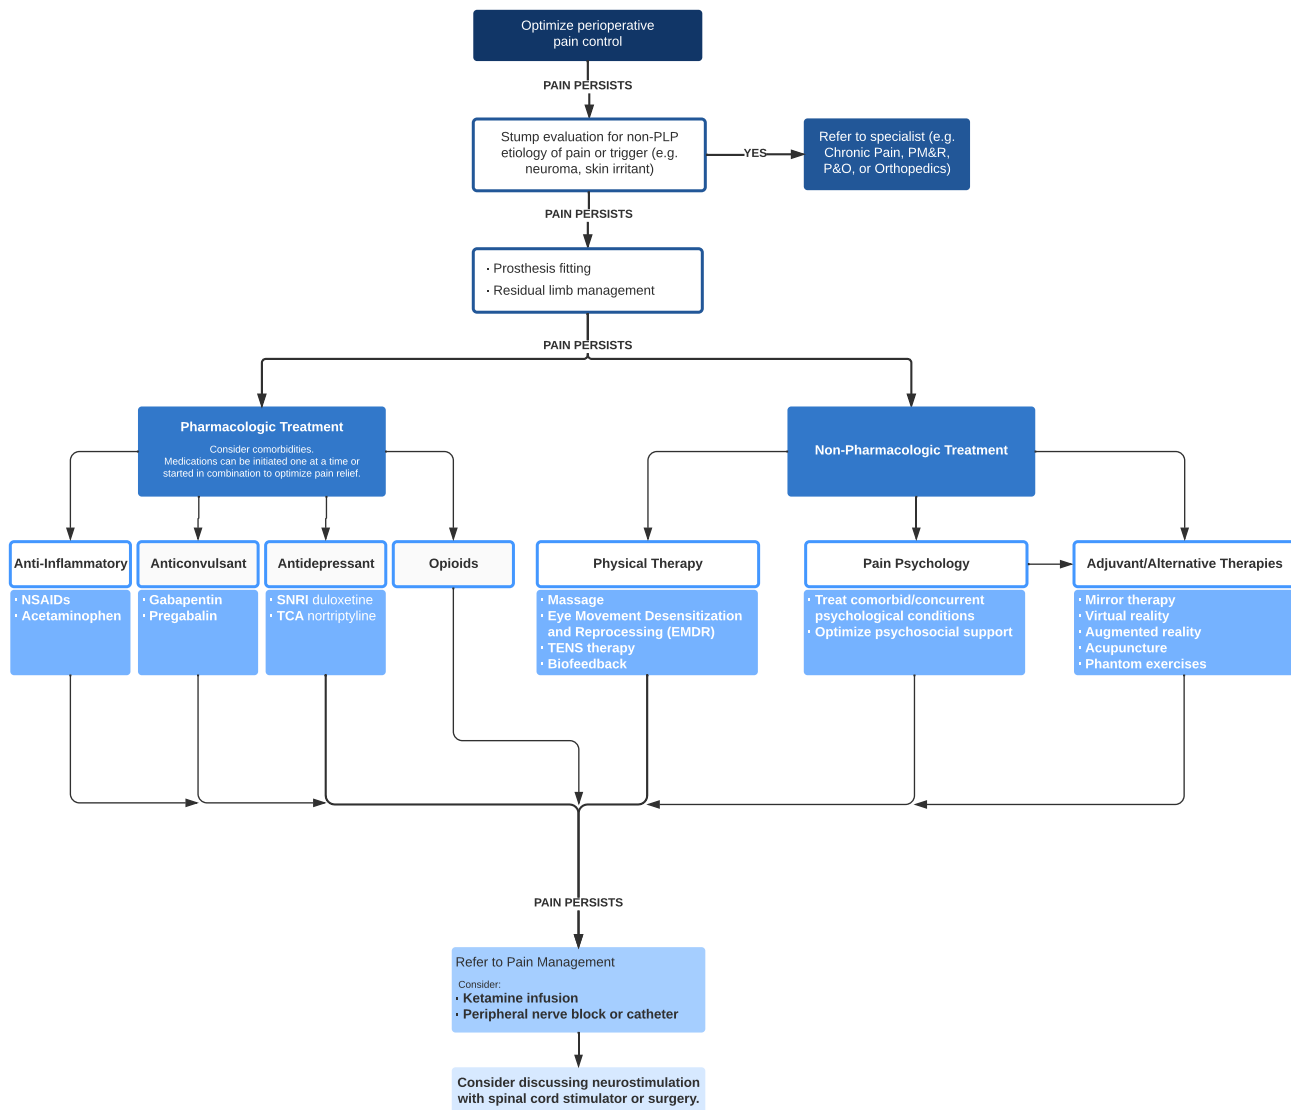 Optimize perioperative
pain control
PAIN PERSISTS
Stump evaluation for non-PLP
etiology of pain or trigger (e.g.
neuroma, skin irritant)
YES
Refer to specialist (e.g.
Chronic Pain, PM&R,
P&O, or Orthopedics)
PAIN PERSISTS
· Prosthesis fitting
· Residual limb management
PAIN PERSISTS
Pharmacologic Treatment
Consider comorbidities.
Medications can be initiated one at a time or
started in combination to optimize pain relief.
Non-Pharmacologic Treatment
Anti-Inflammatory
· NSAIDs
· Acetaminophen
Anticonvulsant
· Gabapentin
· Pregabalin
Antidepressant
· SNRI duloxetine
· TCA nortriptyline
Opioids
Physical Therapy
· Massage
· Eye Movement Desensitization
and Reprocessing (EMDR)
· TENS therapy
· Biofeedback
Pain Psychology
· Treat comorbid/concurrent
psychological conditions
· Optimize psychosocial support
Adjuvant/Alternative Therapies
· Mirror therapy
· Virtual reality
· Augmented reality
· Acupuncture
· Phantom exercises
PAIN PERSISTS
Refer to Pain Management
Consider:
· Ketamine infusion
· Peripheral nerve block or catheter
Consider discussing neurostimulation
with spinal cord stimulator or surgery.